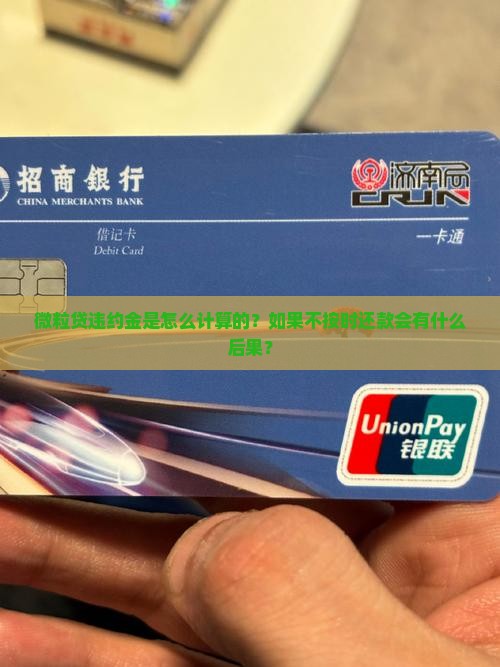 招商銀行
CHINA MERCHANTS BANK
济南局
借记卡
Debit Card
一卡通
微粒贷违约金是怎么计算的？如果不按时还款会有什么
后果？
UnionPay
银联